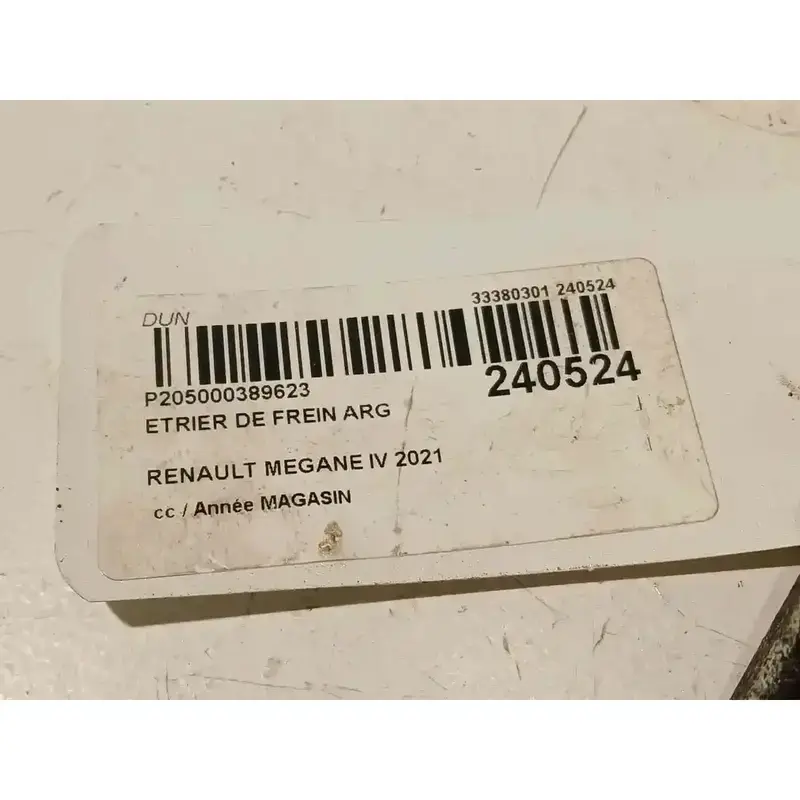 DUN
33380301 240524
P205000389623
240524
ETRIER DE FREIN ARG
RENAULT MEGANE IV 2021
cc / Année MAGASIN